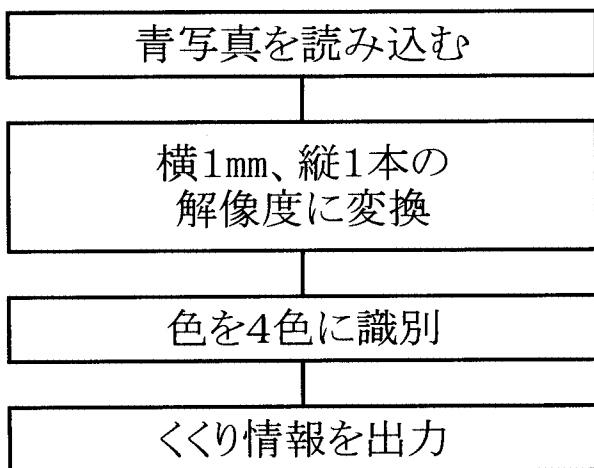 青写真を読み込む
横1mm、縦1本の
解像度に変換
色を4色に識別
くくり情報を出力